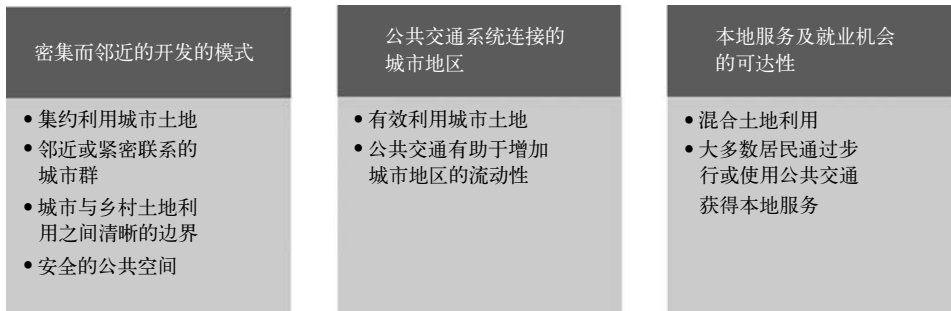 密集而邻近的开发的模式
• 集约利用城市土地
• 邻近或紧密联系的
城市群
• 城市与乡村土地利
用之间清晰的边界
• 安全的公共空间
公共交通系统连接的
城市地区
• 有效利用城市土地
• 公共交通有助于增加
城市地区的流动性
本地服务及就业机会
的可达性
• 混合土地利用
• 大多数居民通过步
行或使用公共交通
获得本地服务